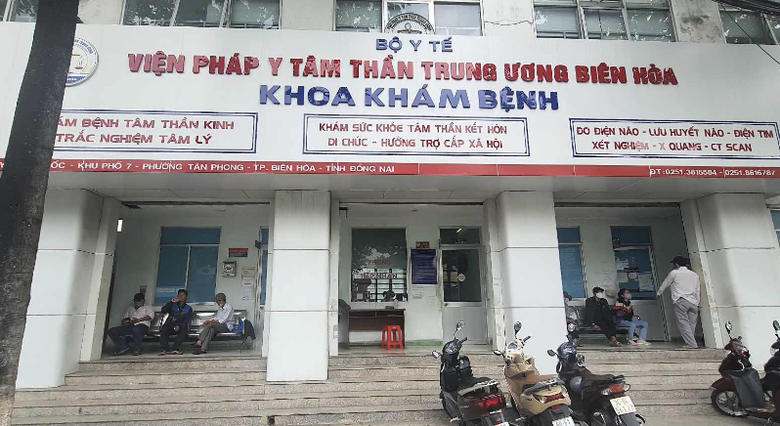 BỘ Y TẾ
VIỆN PHÁP Y TÂM THẦN TRUNG ƯƠNG BIÊN HÒA
KHOA KHÁM BỆNH
ÁM BỆNH TÂM THẦN KINH
TRẮC NGHIỆM TÂM LÝ
KHÁM SỨC KHỎE TÂM THẦN KẾT HÔN
DI CHÚC - HƯỞNG TRỢ CẤP XÃ HỘI
ĐO ĐIỆN NÃO - LƯU HUYẾT NÃO - ĐIỆN TIM
XÉT NGHIỆM - X QUANG - CT SCAN
ỐC - KHU PHỐ 7 - PHƯỜNG TÂN PHONG - TP. BIÊN HÒA - TỈNH ĐỒNG NAI
ĐT: 0251.3815584 - 0251.8616787